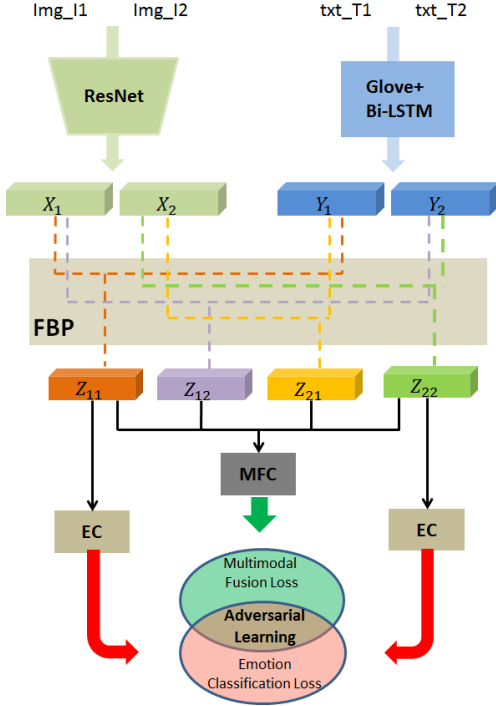 Img_I1 Img_I2 txt_T1 txt_T2
ResNet
Glove+
Bi-LSTM
X1 X2 Y1 Y2
FBP
Z11 Z12 Z21 Z22
MFC
EC EC
Multimodal
Fusion Loss
Adversarial
Learning
Emotion
Classification Loss